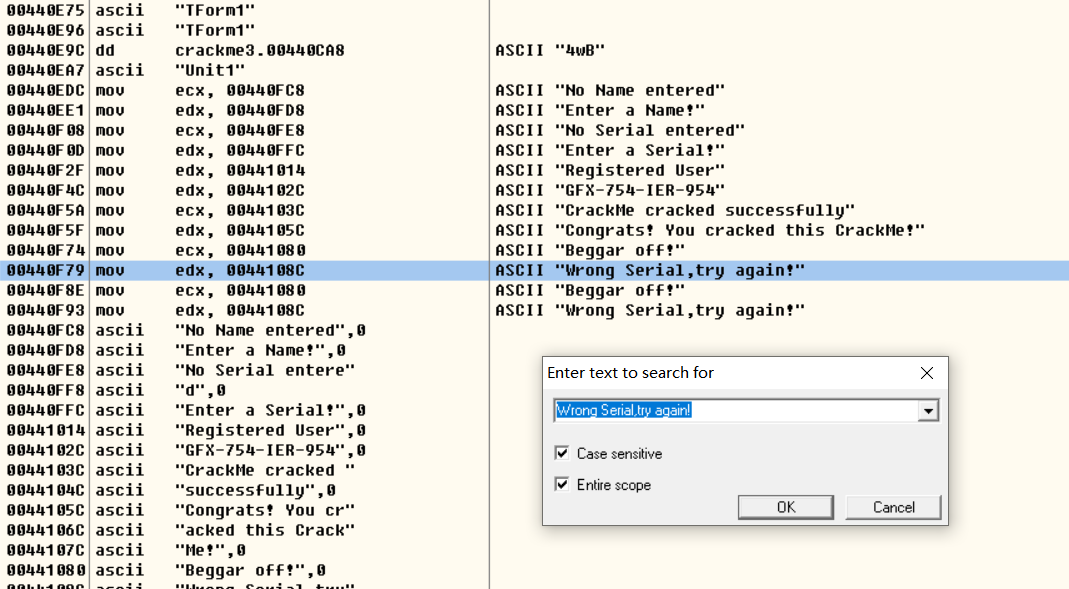 00440E75 ascii "TForm1"
00440E96 ascii "TForm1"
00440E9C dd crackme3.00440CA8 ASCII "4wB"
00440EA7 ascii "Unit1"
00440EDC mov ecx, 00440FC8 ASCII "No Name entered"
00440EE1 mov edx, 00440FD8 ASCII "Enter a Name!"
00440F08 mov ecx, 00440FE8 ASCII "No Serial entered"
00440F0D mov edx, 00440FFC ASCII "Enter a Serial!"
00440F2F mov edx, 00441014 ASCII "Registered User"
00440F4C mov edx, 0044102C ASCII "GFX-754-IER-954"
00440F5A mov ecx, 0044103C ASCII "CrackMe cracked successfully"
00440F5F mov edx, 0044105C ASCII "Congrats! You cracked this CrackMe!"
00440F74 mov ecx, 00441080 ASCII "Beggar off!"
00440F79 mov edx, 0044108C ASCII "Wrong Serial,try again!"
00440F8E mov ecx, 00441080 ASCII "Beggar off!"
00440F93 mov edx, 0044108C ASCII "Wrong Serial,try again!"
00440FC8 ascii "No Name entered",0
00440FD8 ascii "Enter a Name!",0
00440FE8 ascii "No Serial entere"
00440FF8 ascii "d",0
00440FFC ascii "Enter a Serial!",0
00441014 ascii "Registered User",0
0044102C ascii "GFX-754-IER-954",0
0044103C ascii "CrackMe cracked "
0044104C ascii "successfully",0
0044105C ascii "Congrats! You cr"
0044106C ascii "acked this Crack"
0044107C ascii "Me!",0
00441080 ascii "Beggar off!",0
0044108C ascii "Wrong Serial,try"
Enter text to search for
Wrong Serial,try again!
Case sensitive
Entire scope
OK Cancel